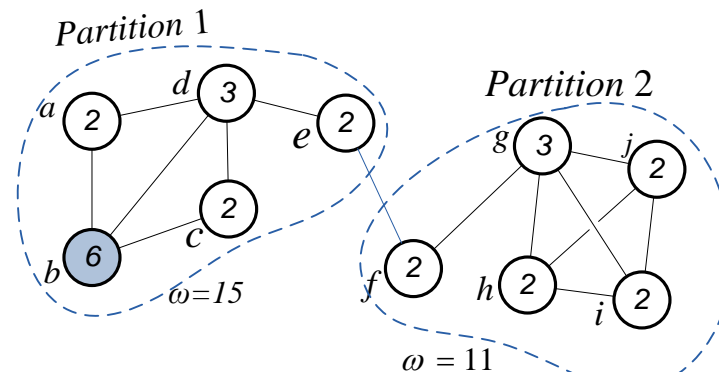 Partition 1
d
3
a
2
e
2
2
c
b
6
ω=15
Partition 2
g
3
j
2
f
2
h
2
i
2
ω = 11